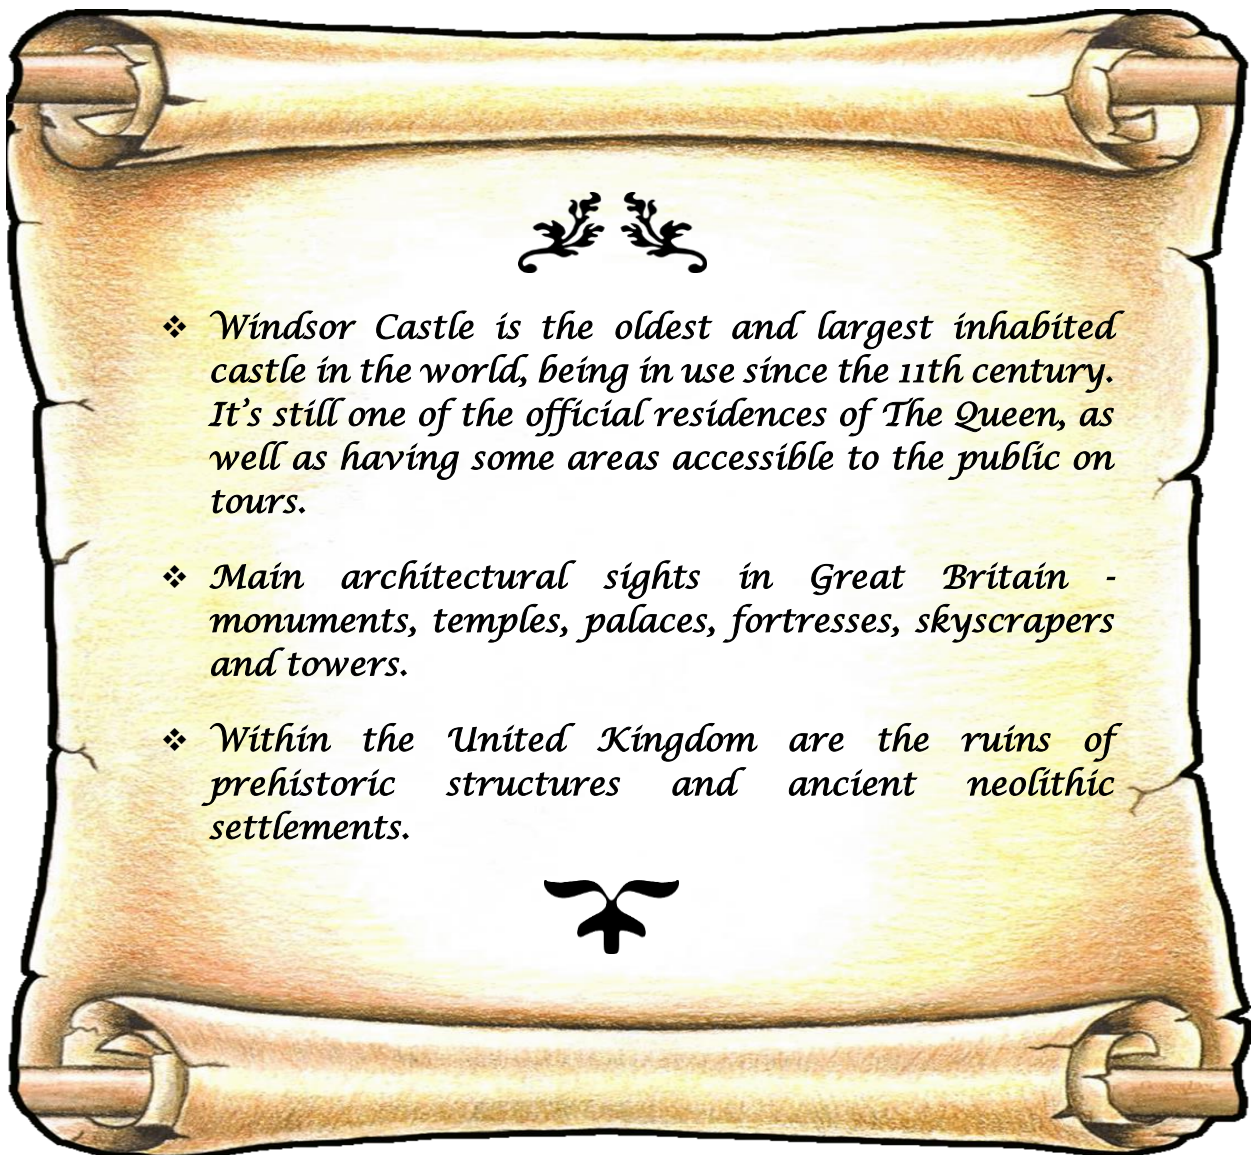 ❖ Windsor Castle is the oldest and largest inhabited
castle in the world, being in use since the 11th century.
It’s still one of the official residences of The Queen, as
well as having some areas accessible to the public on
tours.
❖ Main architectural sights in Great Britain -
monuments, temples, palaces, fortresses, skyscrapers
and towers.
❖ Within the United Kingdom are the ruins of
prehistoric structures and ancient neolithic
settlements.